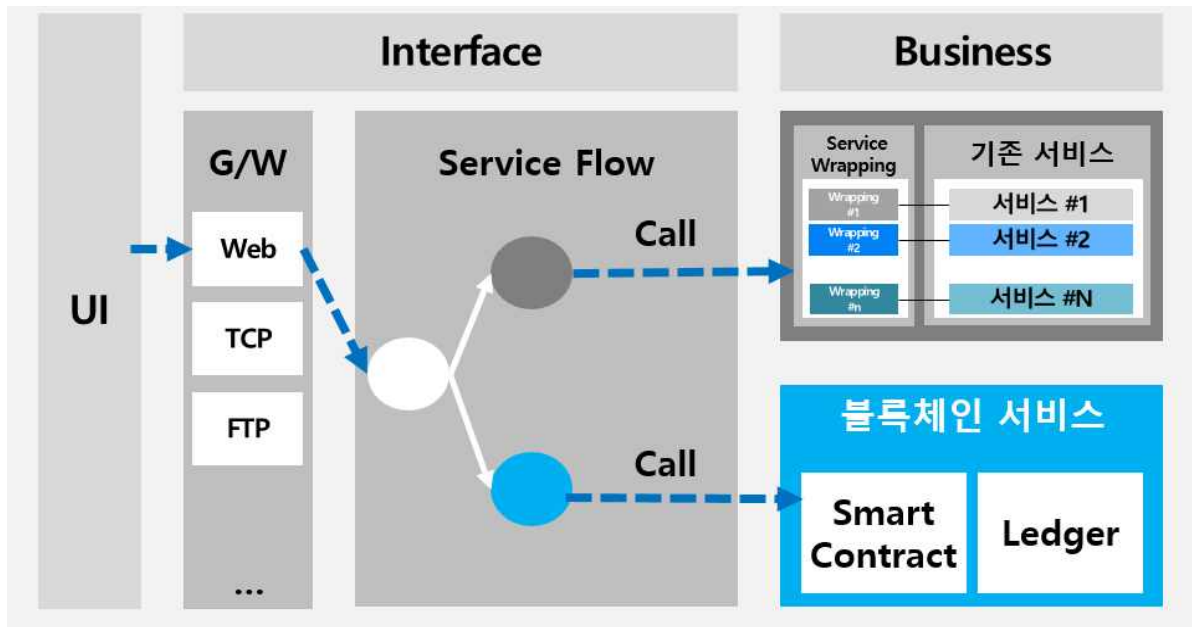 Interface
Business
UI
G/W
Web
TCP
FTP
...
Service Flow
Call
Call
Service
Wrapping
Wrapping
#1
Wrapping
#2
Wrapping
#n
기존 서비스
서비스 #1
서비스 #2
서비스 #N
블록체인 서비스
Smart
Contract
Ledger